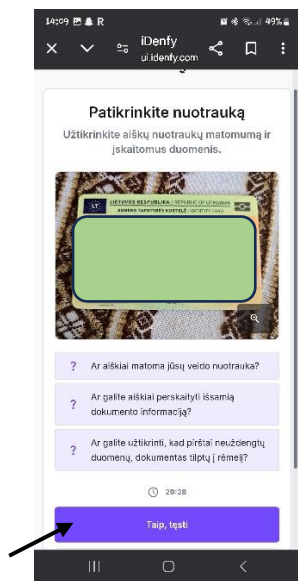 14:09 R 49%
iDenfy
ui.idenfy.com
Patikrinkite nuotrauką
Užtikrinkite aiškų nuotraukų matomumą ir
įskaitomus duomenis.
LT
LIETUVOS RESPUBLIKA / REPUBLIC OF LITHUANIA
ASMENS TAPATYBĖS KORTELĖ / IDENTITY CARD
? Ar aiškiai matoma jūsų veido nuotrauka?
? Ar galite aiškiai perskaityti išsamią
dokumento informaciją?
? Ar galite užtikrinti, kad pirštai neuždengtų
duomenų, dokumentas tilptų į rėmelį?
29:28
Taip, tęsti